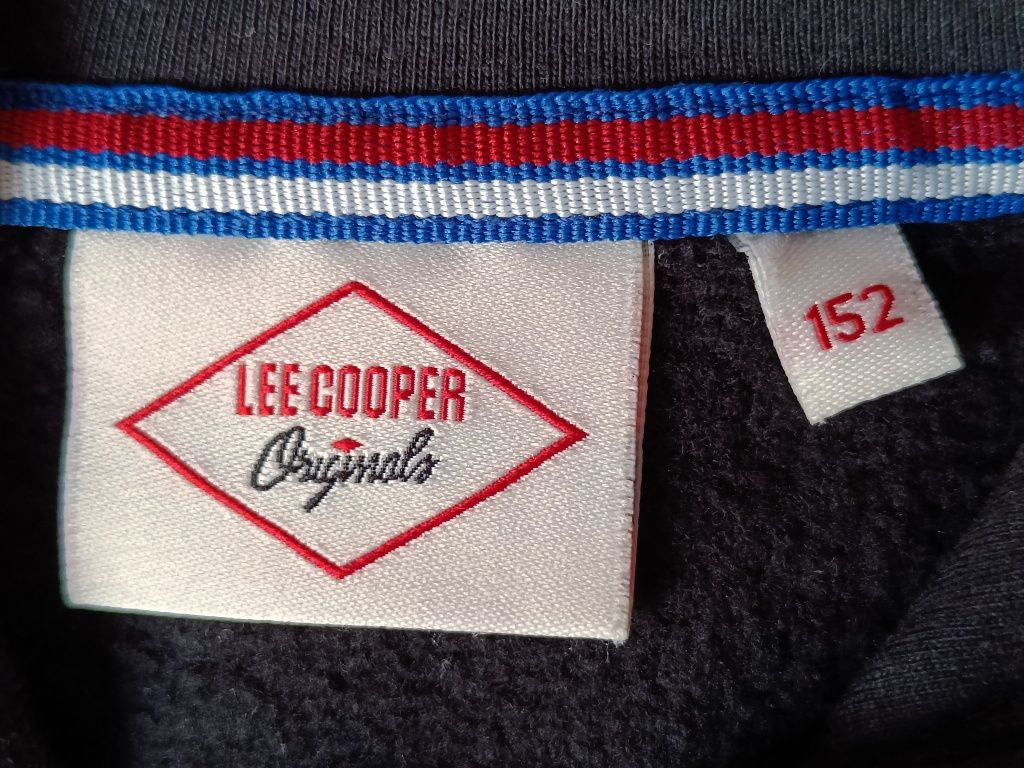 LEE COOPER
Originals
152